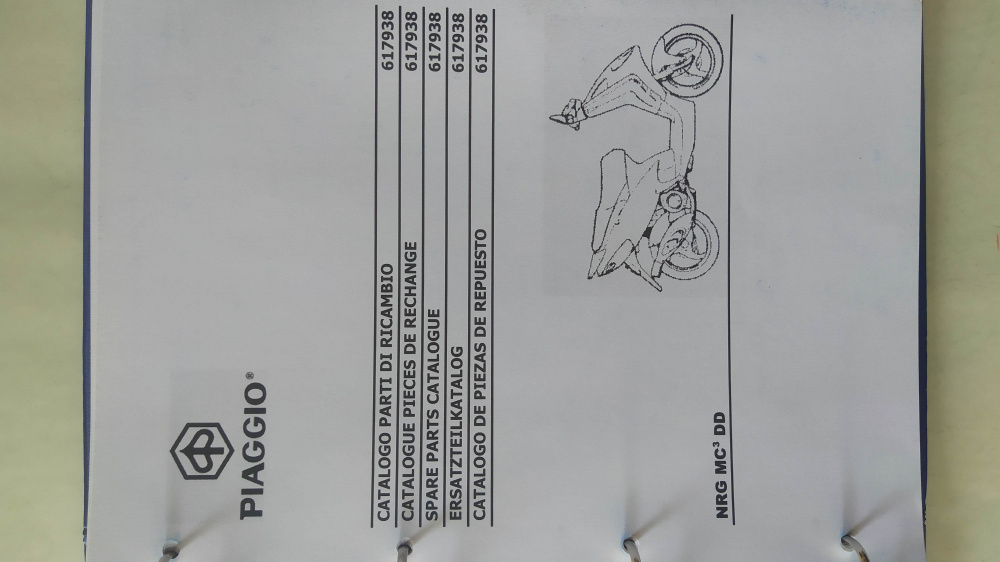 PIAGGIO®
CATALOGO PARTI DI RICAMBIO 617938
CATALOGUE PIECES DE RECHANGE 617938
SPARE PARTS CATALOGUE 617938
ERSATZTEILKATALOG 617938
CATALOGO DE PIEZAS DE REPUESTO 617938
NRG MC³ DD